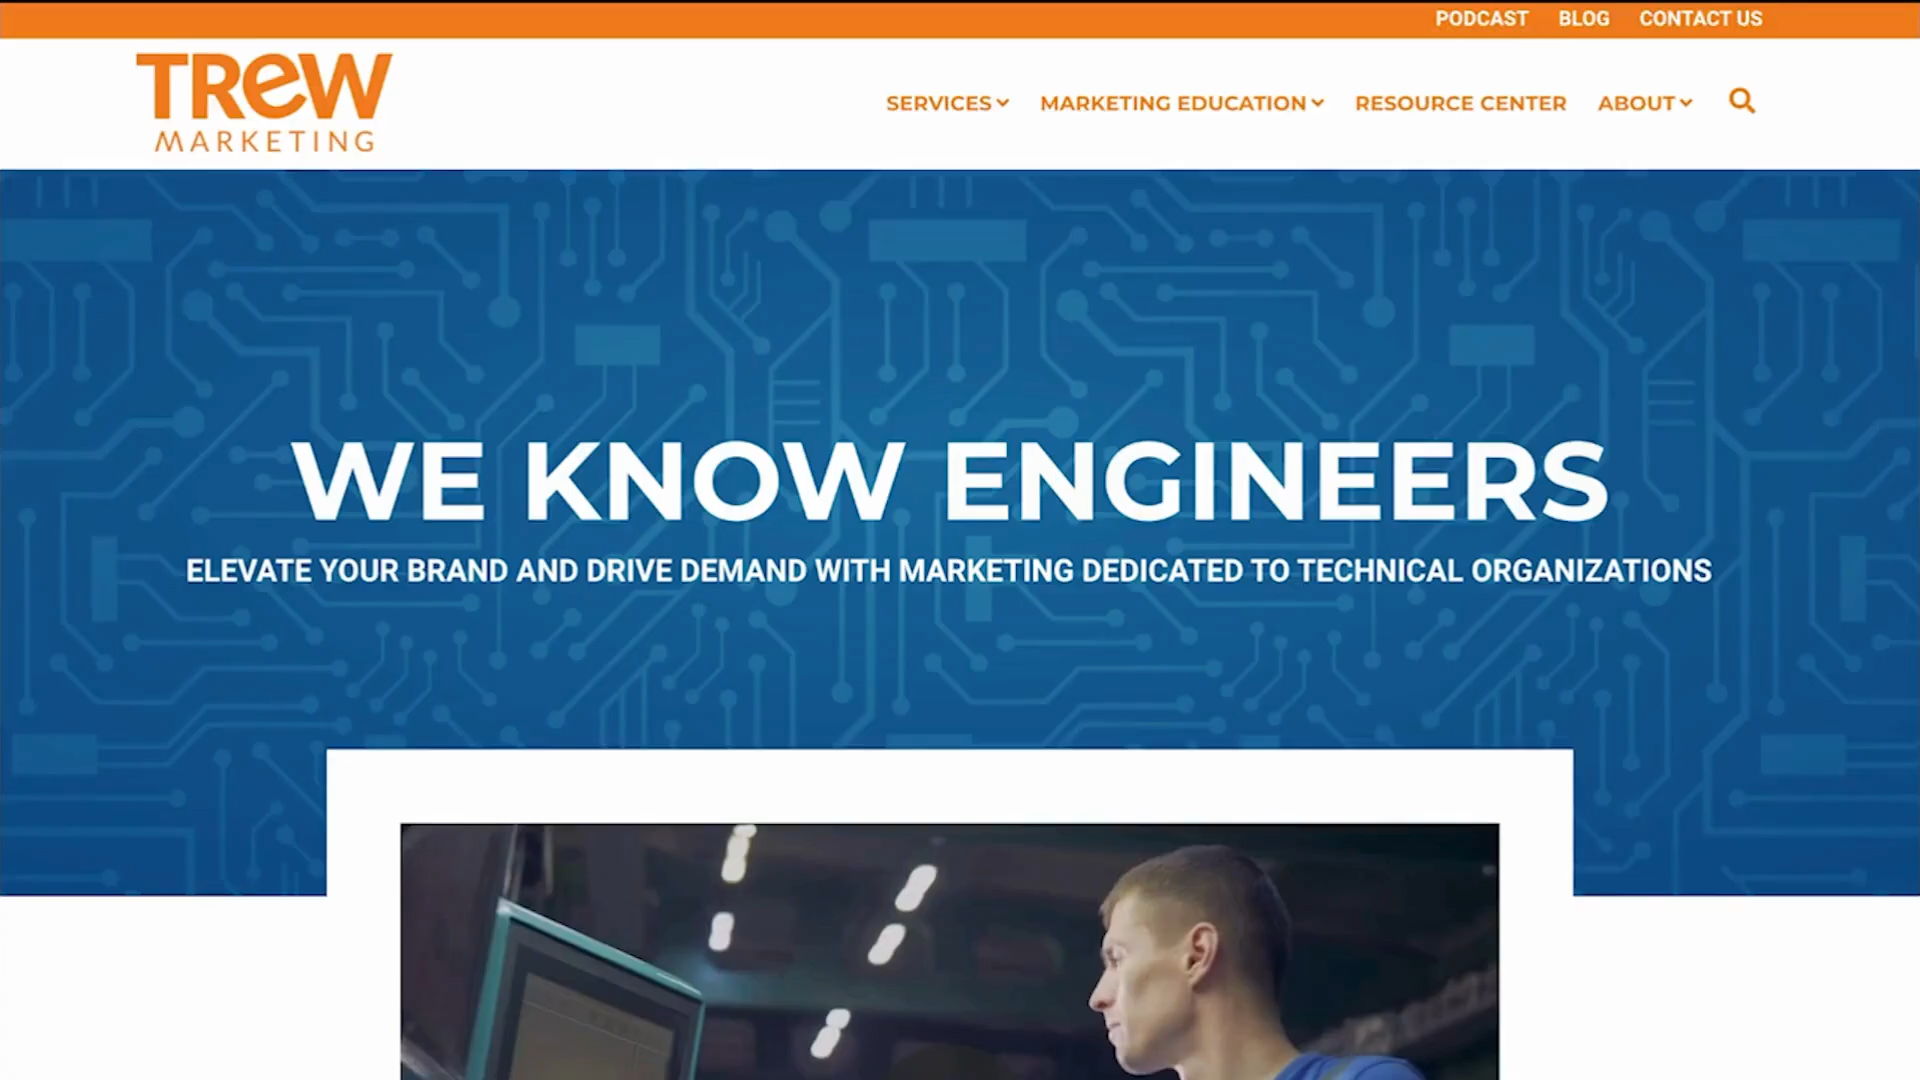 PODCAST BLOG CONTACT US
TREW
MARKETING
SERVICES MARKETING EDUCATION RESOURCE CENTER ABOUT
WE KNOW ENGINEERS
ELEVATE YOUR BRAND AND DRIVE DEMAND WITH MARKETING DEDICATED TO TECHNICAL ORGANIZATIONS